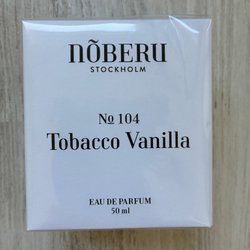 nõberu
STOCKHOLM
No 104
Tobacco Vanilla
EAU DE PARFUM
50 ml